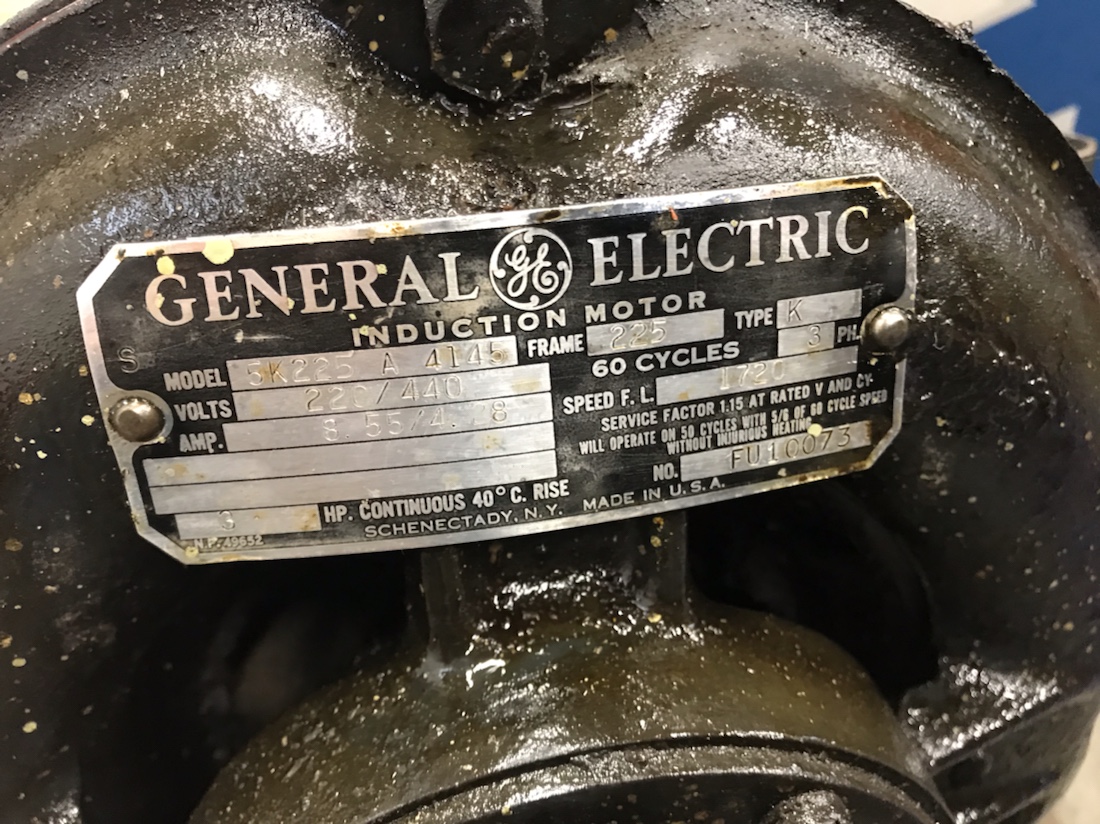 GENERAL GE ELECTRIC
INDUCTION MOTOR
S
MODEL 5K225 A 4145 FRAME 225 TYPE K
VOLTS 220/440 60 CYCLES 3 PH.
AMP. 8.55/4.28 SPEED F. L. 1720
SERVICE FACTOR 1.15 AT RATED V AND CY.
WILL OPERATE ON 50 CYCLES WITH 5/6 OF 60 CYCLE SPEED
WITHOUT INJURIOUS HEATING
NO. FU10073
3 HP. CONTINUOUS 40°C. RISE
N.P. 49652 SCHENECTADY, N.Y. MADE IN U.S.A.